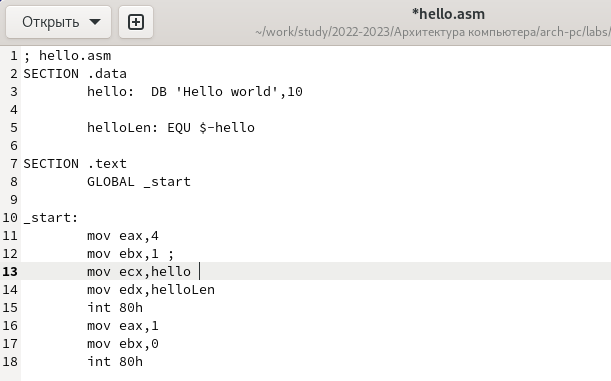 Открыть
*hello.asm
~/work/study/2022-2023/Архитектура компьютера/arch-pc/labs/
1 ; hello.asm
2 SECTION .data
3 hello:  DB 'Hello world',10
4
5 helloLen: EQU $-hello
6
7 SECTION .text
8 GLOBAL _start
9
10 _start:
11 mov eax,4
12 mov ebx,1 ;
13 mov ecx,hello
14 mov edx,helloLen
15 int 80h
16 mov eax,1
17 mov ebx,0
18 int 80h